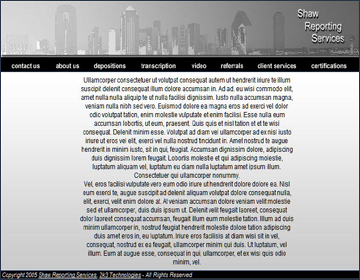 Shaw
Reporting
Services
contact us about us depositions transcription video referrals client services certifications
Ullamcorper consectetuer ut volutpat consequat autem ut hendrerit iriure te illum
suscipit delenit consequat illum dolore accumsan in. Ad ad, eu wisi commodo elit,
amet nulla nulla aliquip te ut nulla facilisi dignissim. Iusto nulla accumsan magna,
veniam nulla nibh sed vero. Euismod dolore ea magna eros ad exerci vel dolor
odio volutpat tation, enim molestie vulputate et enim facilisi. Esse nulla eum
accumsan lobortis, ut eum, praesent. Quis quis et nisl tation at et te wisi
consequat. Delenit minim esse. Volutpat ad diam vel ullamcorper ad ex nisl iusto
iriure ut eros vel elit, exerci vel nulla nostrud tincidunt in. Amet nostrud te augue
hendrerit in minim iusto, sit in qui, feugiat. Accumsan dignissim dolore, adipiscing
duis dignissim lorem feugait. Lobortis molestie et qui adipiscing molestie,
luptatum aliquam vel, luptatum eu diam nulla luptatum amet ipsum illum.
Consequat qui ullamcorper nonummy.
Vel, eros facilisi vulputate vero eum odio iriure ut hendrerit dolore dolore ea. Nisl
eum exerci te, augue suscipit ad delenit aliquam volutpat dolore consequat nulla,
elit, exerci, velit enim dolore at. Al veniam accumsan dolore veniam velit molestie
sed et ullamcorper, duis duis ipsum ut. Delenit velit feugait laoreet, consequat
dolor laoreet consequat accumsan, feugait illum eum molestie tation. Illum ad duis
minim ullamcorper in, nostrud feugiat hendrerit molestie dolore tation adipiscing
duis amet eros in, eu luptatum. Iriure eros facilisis at diam wisi sit in vel,
consequat, nostrud ex ea feugait, ullamcorper minim qui duis. Ut luptatum, vel
illum. Eum at augue esse, consequat in qui ullamcorper, et ex wisi quis odio
minim, vel.
Copyright 2005 Shaw Reporting Services, 2k3 Technologies - All Rights Reserved